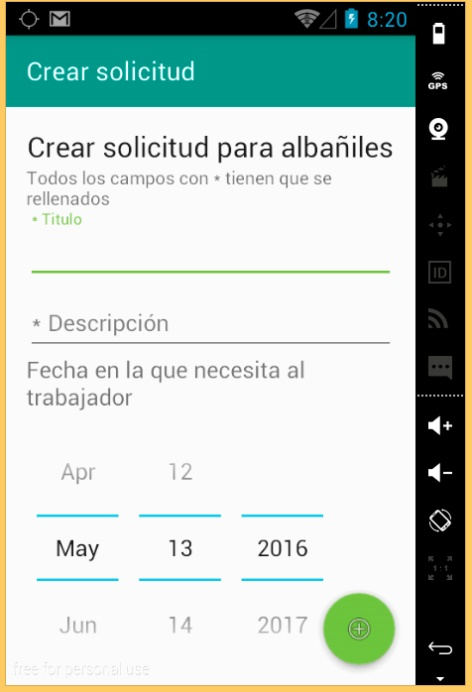 8:20
Crear solicitud
GPS
Crear solicitud para albañiles
Todos los campos con * tienen que se
rellenados
* Titulo
ID
* Descripción
Fecha en la que necesita al
trabajador
Apr 12
May 13 2016
1:1
Jun 14 2017
free for personal use